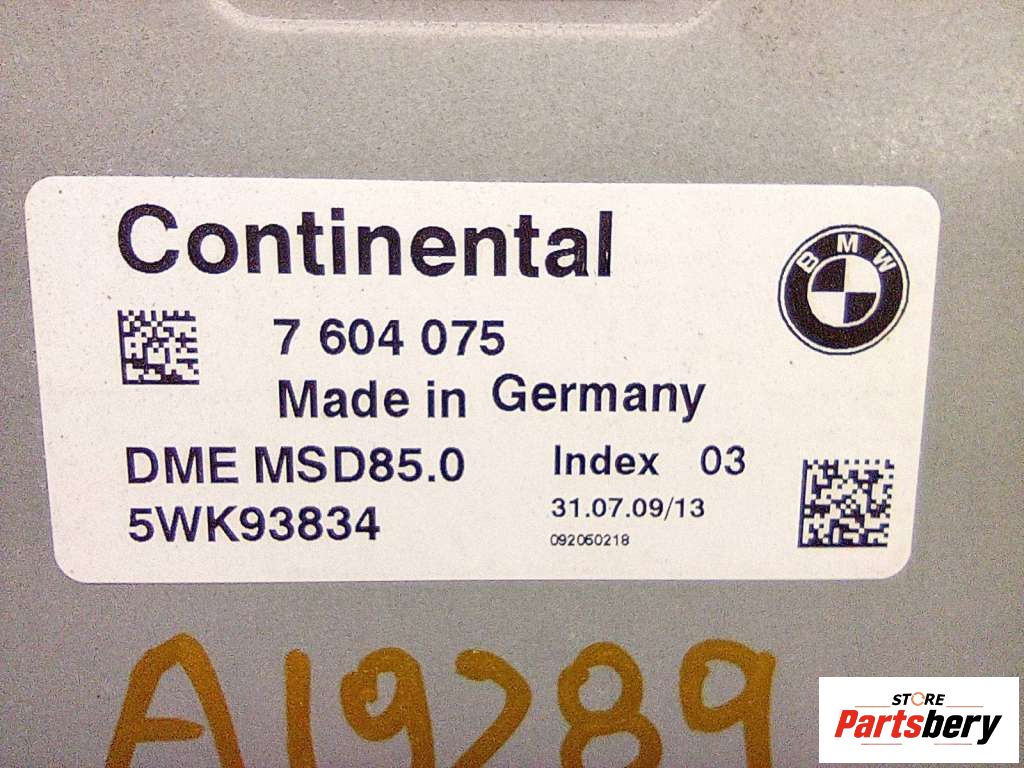 Continental
BMW
7 604 075
Made in Germany
DME MSD85.0
Index 03
5WK93834
31.07.09/13
092060218
A19289
STORE
Partsbery